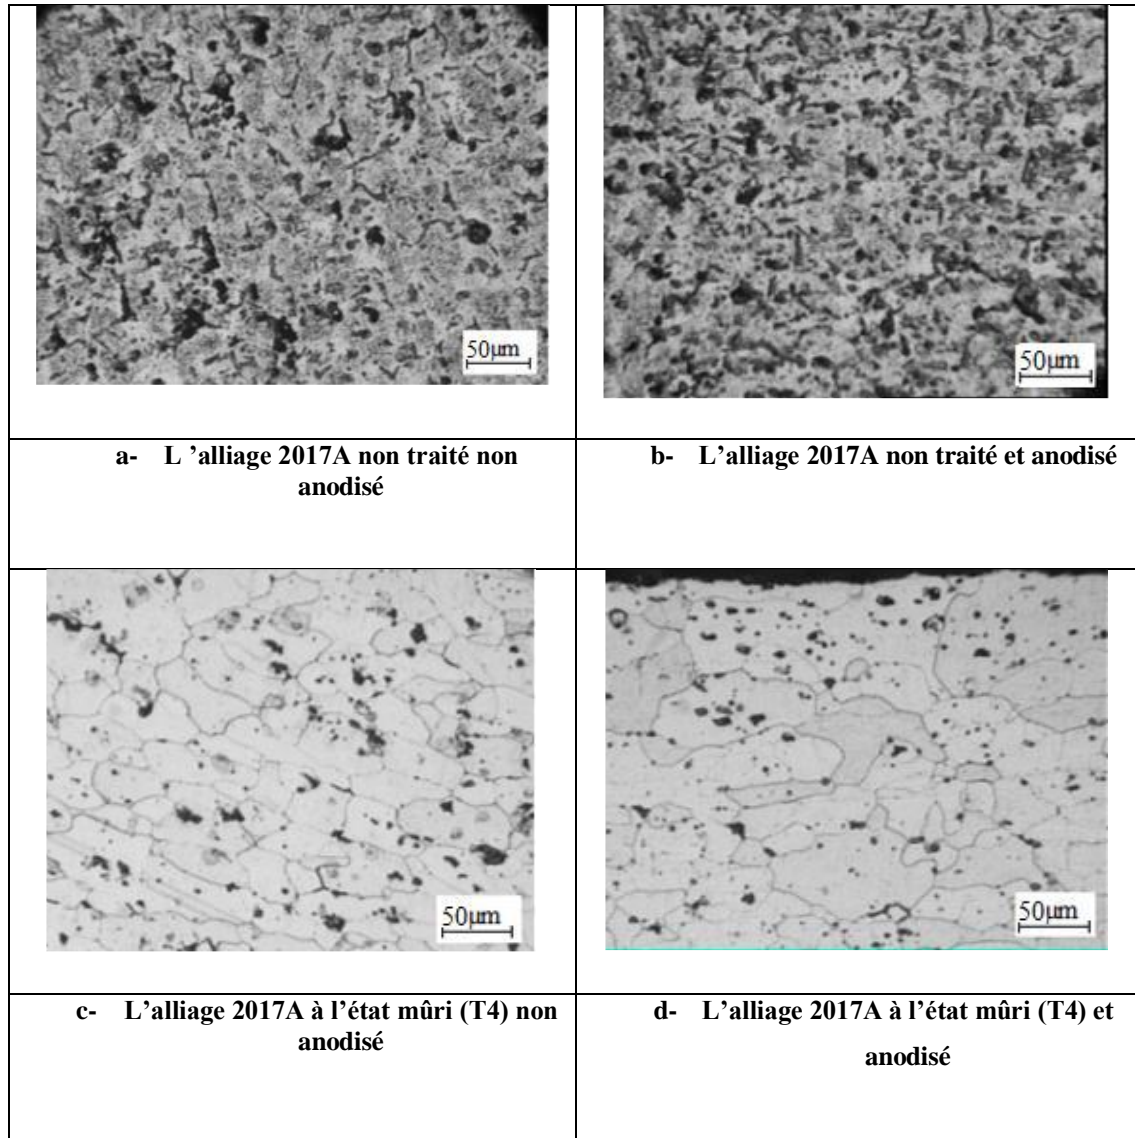 50μm
50μm
a- L ’alliage 2017A non traité non
anodisé
b- L’alliage 2017A non traité et anodisé
50μm
50μm
c- L’alliage 2017A à l’état mûri (T4) non
anodisé
d- L’alliage 2017A à l’état mûri (T4) et
anodisé